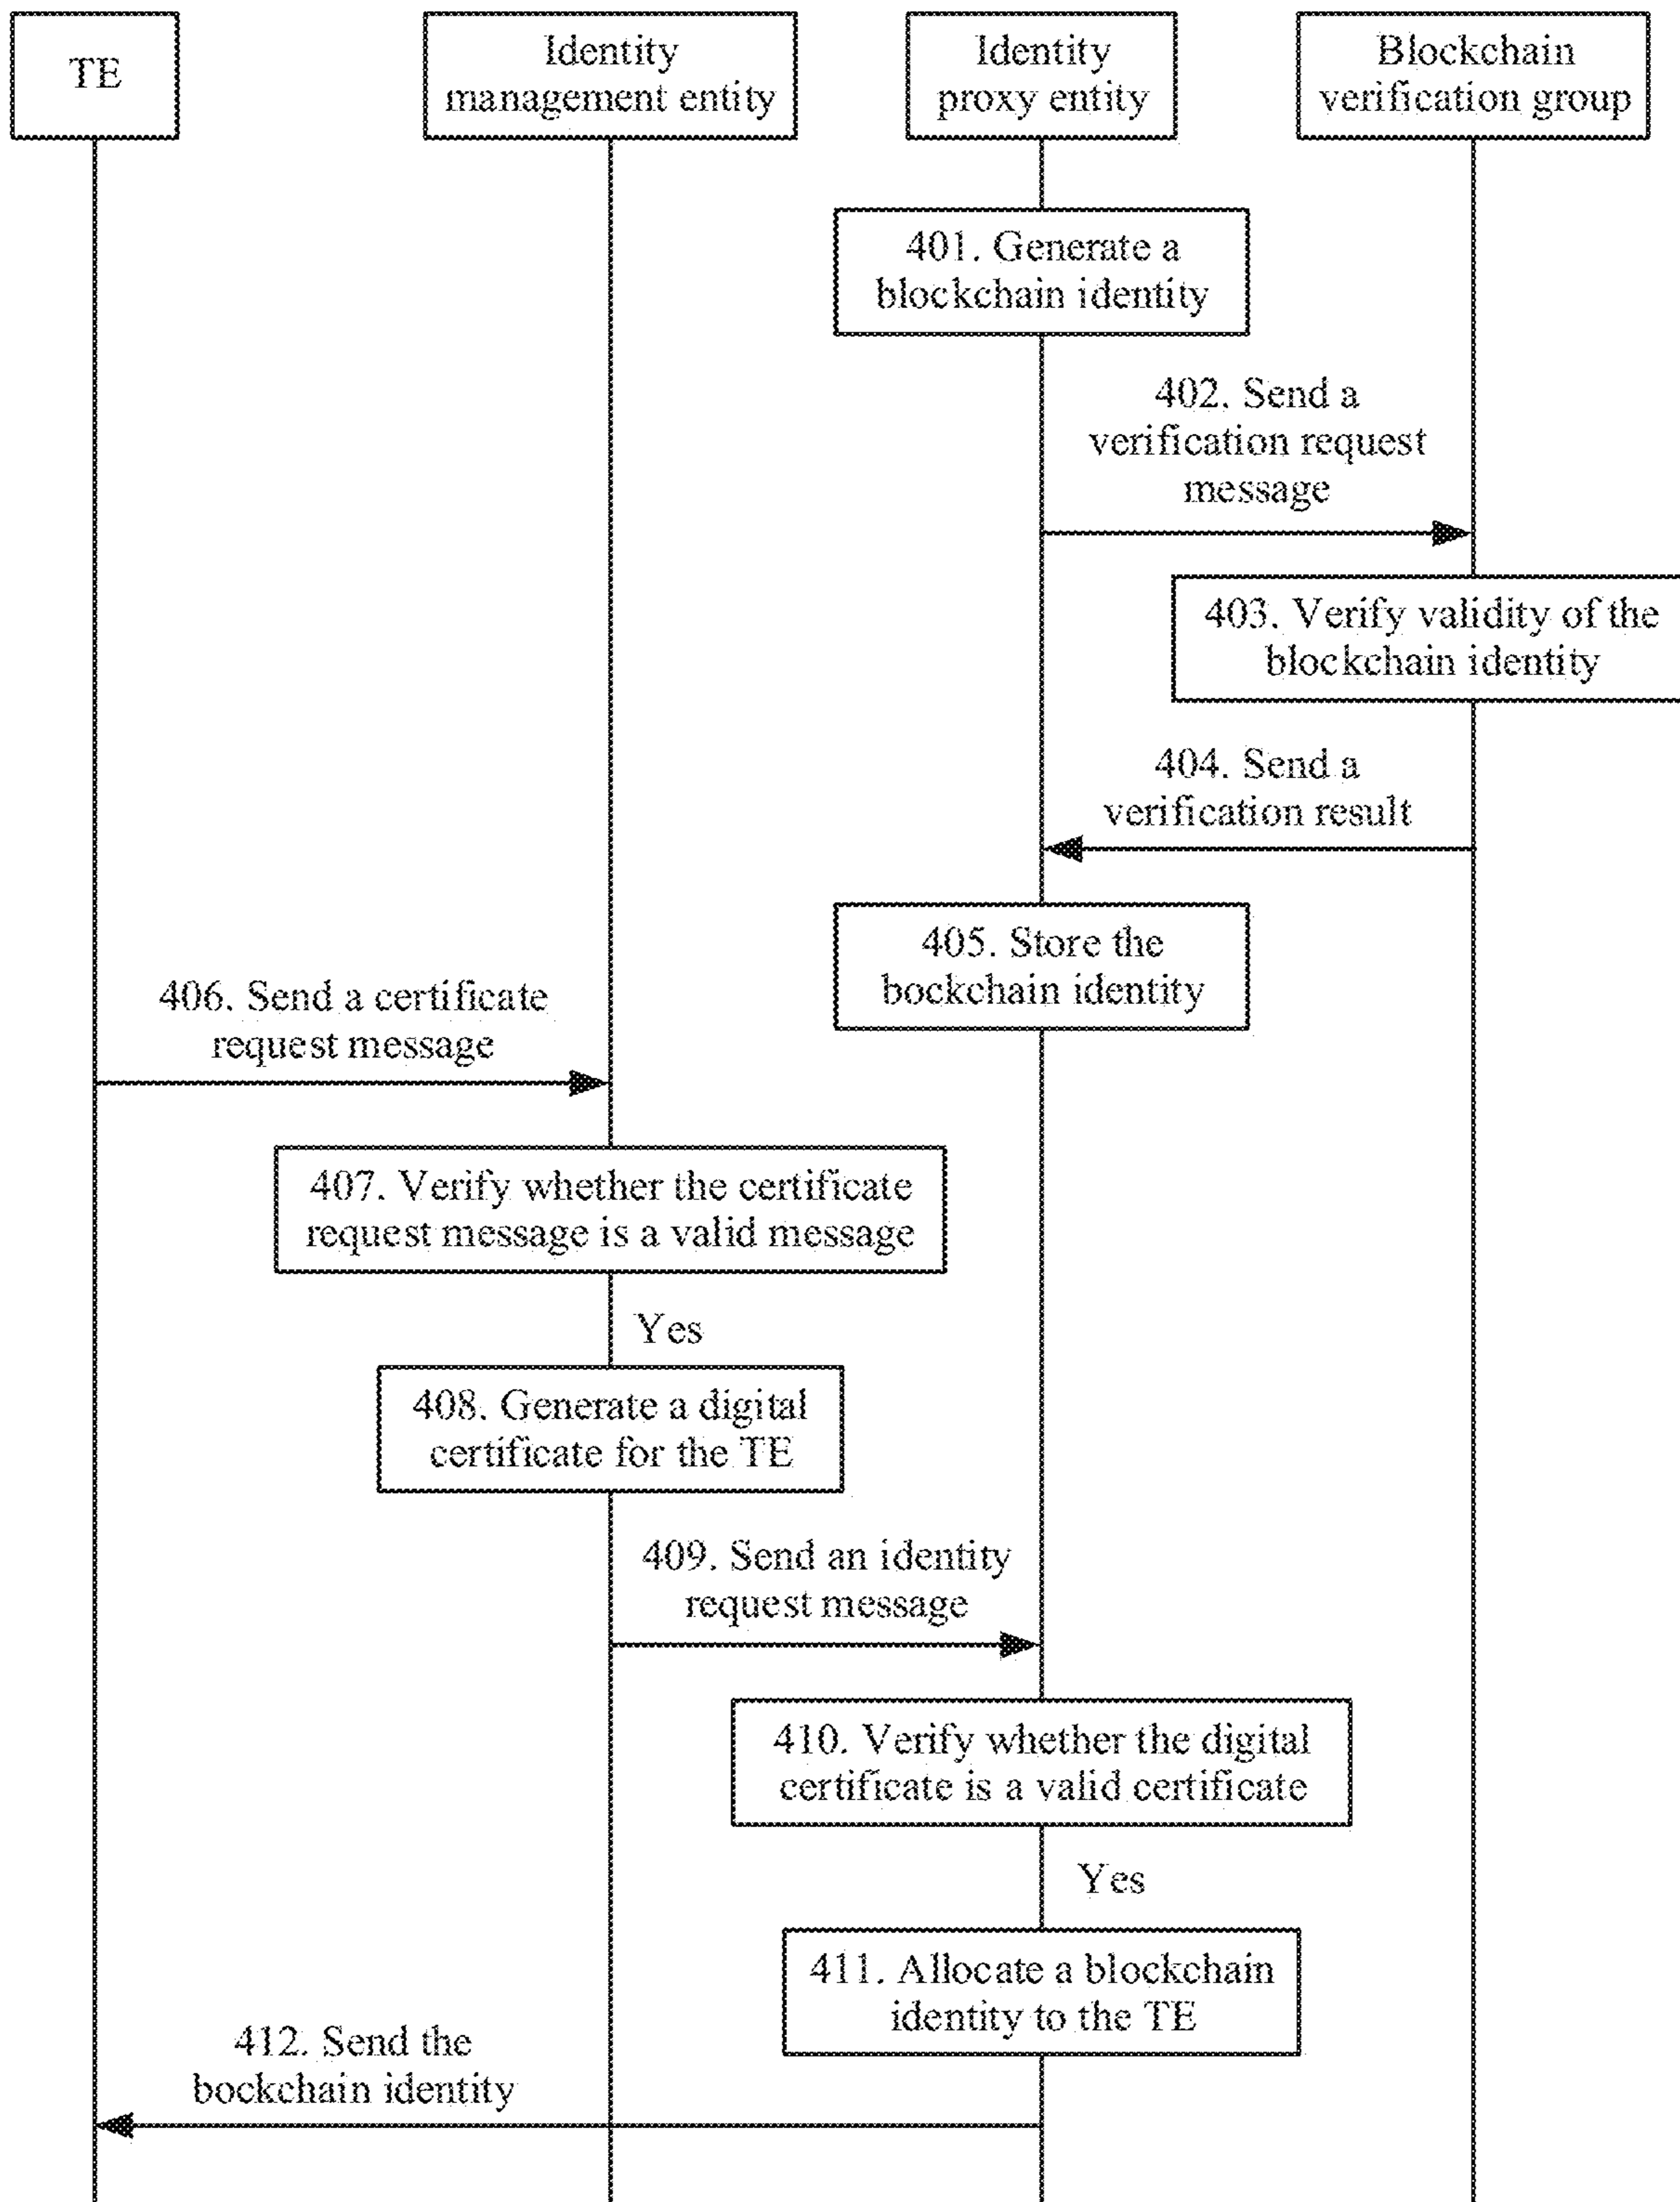 TE
Identity
management entity
Identity
proxy entity
Blockchain
verification group
401. Generate a
blockchain identity
402. Send a
verification request
message
403. Verify validity of the
blockchain identity
404. Send a
verification result
405. Store the
bockchain identity
406. Send a certificate
request message
407. Verify whether the certificate
request message is a valid message
Yes
408. Generate a digital
certificate for the TE
409. Send an identity
request message
410. Verify whether the digital
certificate is a valid certificate
Yes
411. Allocate a blockchain
identity to the TE
412. Send the
bockchain identity